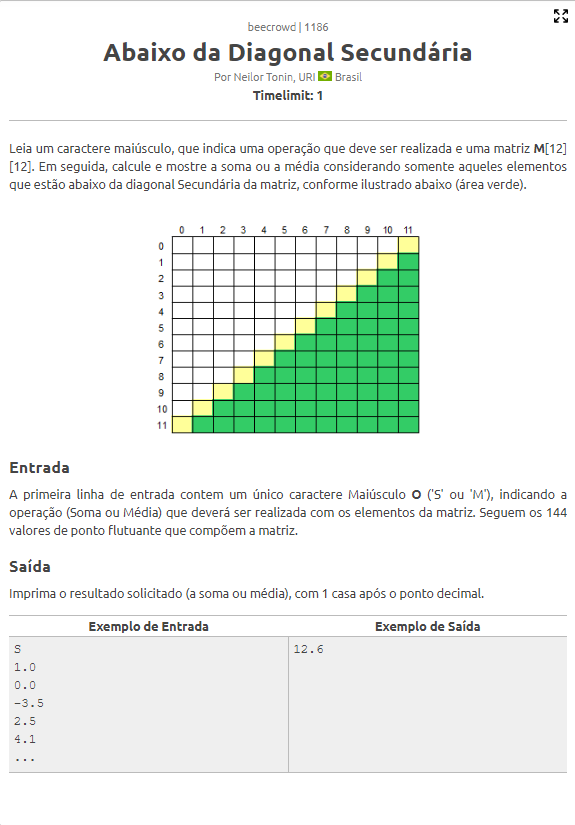 beecrowd | 1186
Abaixo da Diagonal Secundária
Por Neilor Tonin, URI Brasil
Timelimit: 1
Leia um caractere maiúsculo, que indica uma operação que deve ser realizada e uma matriz M[12]
[12]. Em seguida, calcule e mostre a soma ou a média considerando somente aqueles elementos
que estão abaixo da diagonal Secundária da matriz, conforme ilustrado abaixo (área verde).
0 1 2 3 4 5 6 7 8 9 10 11
0
1
2
3
4
5
6
7
8
9
10
11
Entrada
A primeira linha de entrada contem um único caractere Maiúsculo O ('S' ou 'M'), indicando a
operação (Soma ou Média) que deverá ser realizada com os elementos da matriz. Seguem os 144
valores de ponto flutuante que compõem a matriz.
Saída
Imprima o resultado solicitado (a soma ou média), com 1 casa após o ponto decimal.
Exemplo de Entrada Exemplo de Saída
S 12.6
1.0
0.0
-3.5
2.5
4.1
...